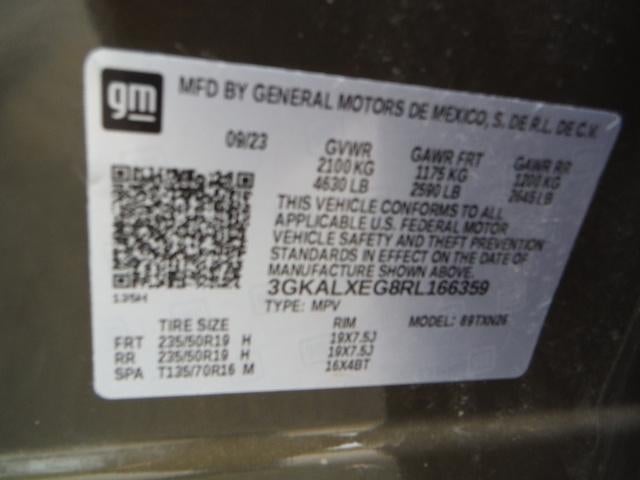 gm
MFD BY GENERAL MOTORS DE MEXICO, S. DE R.L. DE C.V.
09/23 GVWR GAWR FRT GAWR RR
2100 KG 1175 KG 1200 KG
4630 LB 2590 LB 2645 LB
THIS VEHICLE CONFORMS TO ALL
APPLICABLE U.S. FEDERAL MOTOR
VEHICLE SAFETY AND THEFT PREVENTION
STANDARDS IN EFFECT ON THE DATE OF
MANUFACTURE SHOWN ABOVE.
3GKALXEG8RL166359
135H
TYPE: MPV MODEL: 89TXN26
TIRE SIZE RIM
FRT 235/50R19 H 19X7.5J
RR 235/50R19 H 19X7.5J
SPA T135/70R16 M 16X4BT